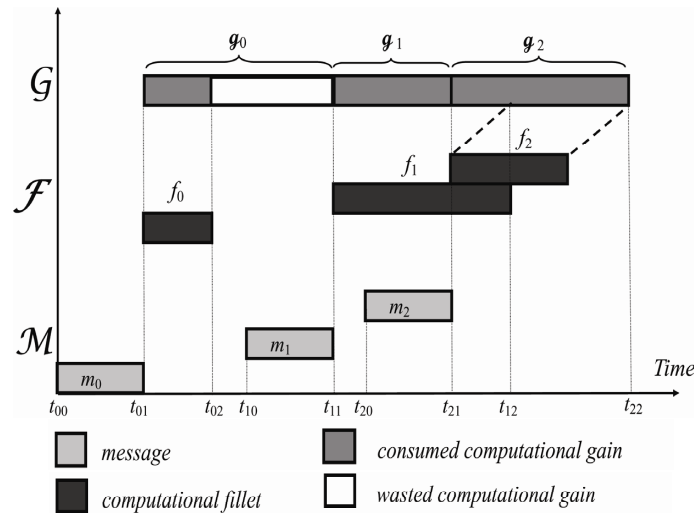 g0 g1 g2
G
f2
f1
F
f0
m2
M
m1
m0
Time
t00 t01 t02 t10 t11 t20 t21 t12 t22
message
consumed computational gain
computational fillet
wasted computational gain